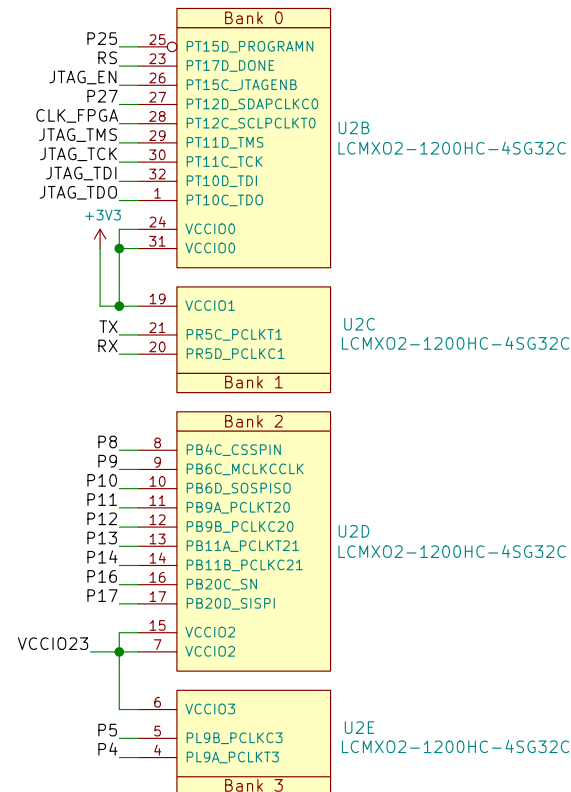 Bank 0
P25 25 PT15D_PROGRAMN
RS 23 PT17D_DONE
JTAG_EN 26 PT15C_JTAGENB
P27 27 PT12D_SDAPCLKC0
CLK_FPGA 28 PT12C_SCLPCLKT0
JTAG_TMS 29 PT11D_TMS
JTAG_TCK 30 PT11C_TCK
JTAG_TDI 32 PT10D_TDI
JTAG_TDO 1 PT10C_TDO
U2B
LCMXO2-1200HC-4SG32C
+3V3
24 VCCIO0
31 VCCIO0
19 VCCIO1
TX 21 PR5C_PCLKT1
RX 20 PR5D_PCLKC1
Bank 1
U2C
LCMXO2-1200HC-4SG32C
Bank 2
P8 8 PB4C_CSSPIN
P9 9 PB6C_MCLKCCLK
P10 10 PB6D_SOSPISO
P11 11 PB9A_PCLKT20
P12 12 PB9B_PCLKC20
P13 13 PB11A_PCLKT21
P14 14 PB11B_PCLKC21
P16 16 PB20C_SN
P17 17 PB20D_SISPI
U2D
LCMXO2-1200HC-4SG32C
15 VCCIO2
VCCIO23 7 VCCIO2
6 VCCIO3
P5 5 PL9B_PCLKC3
P4 4 PL9A_PCLKT3
Bank 3
U2E
LCMXO2-1200HC-4SG32C